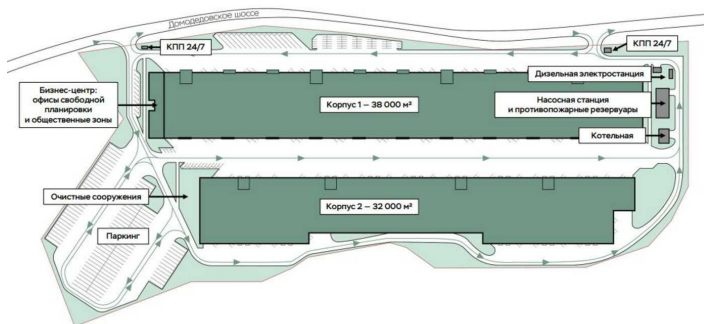 Домодедовское шоссе
КПП 24/7
КПП 24/7
Дизельная электростанция
Бизнес-центр:
офисы свободной
планировки
и общественные зоны
Корпус 1 – 38 000 м²
Насосная станция
и противопожарные резервуары
Котельная
Очистные сооружения
Корпус 2 – 32 000 м²
Паркинг